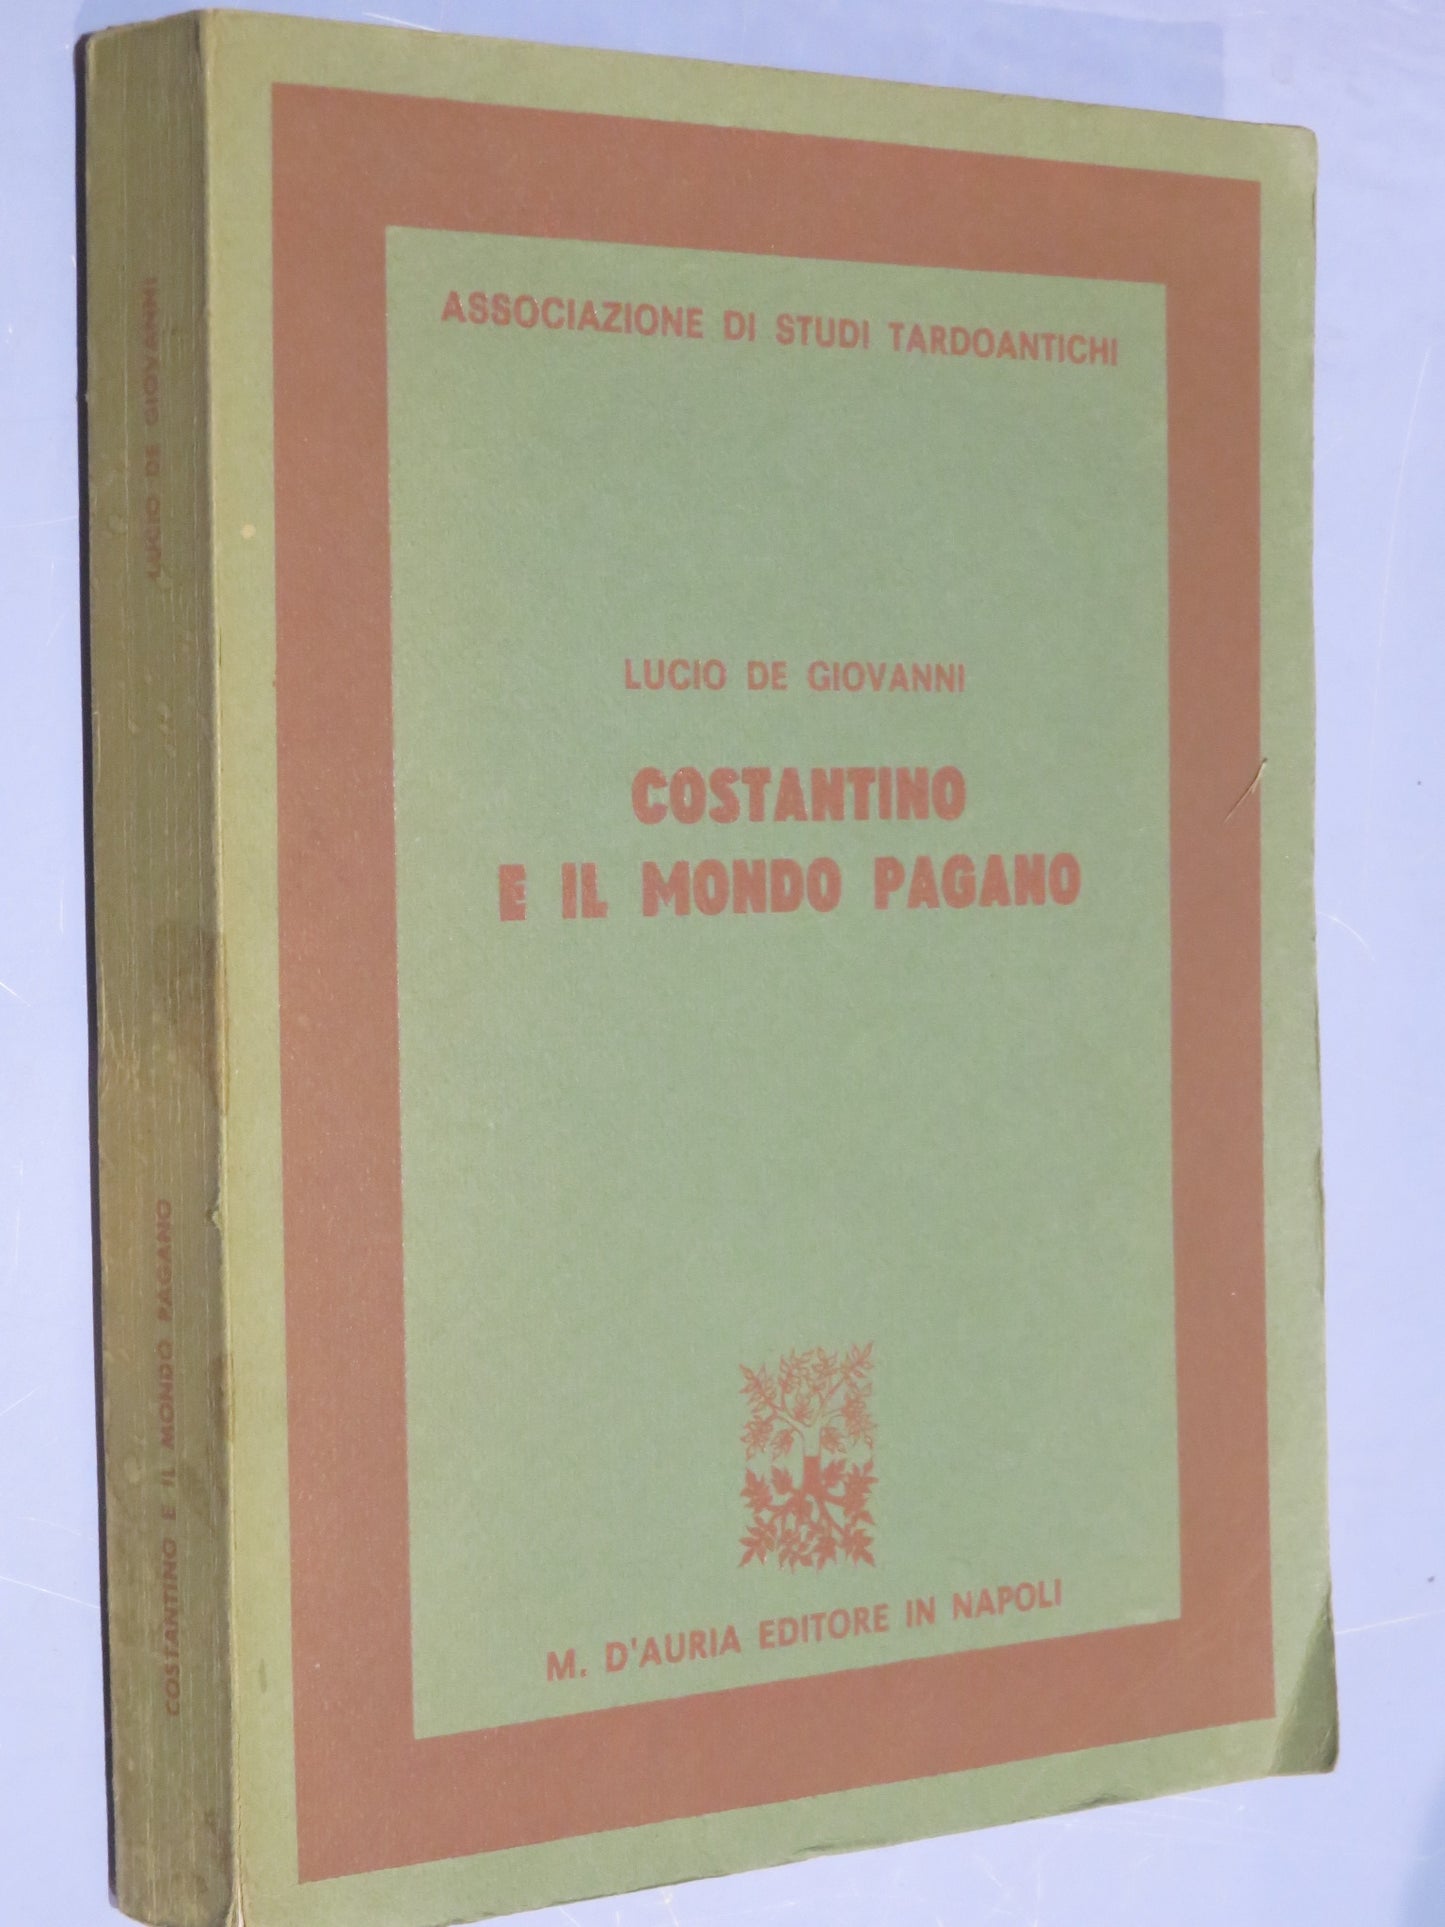 ASSOCIAZIONE DI STUDI TARDOANTICHI
LUCIO DE GIOVANNI
COSTANTINO
E IL MONDO PAGANO
M. D'AURIA EDITORE IN NAPOLI
LUCIO DE GIOVANNI
COSTANTINO E IL MONDO PAGANO